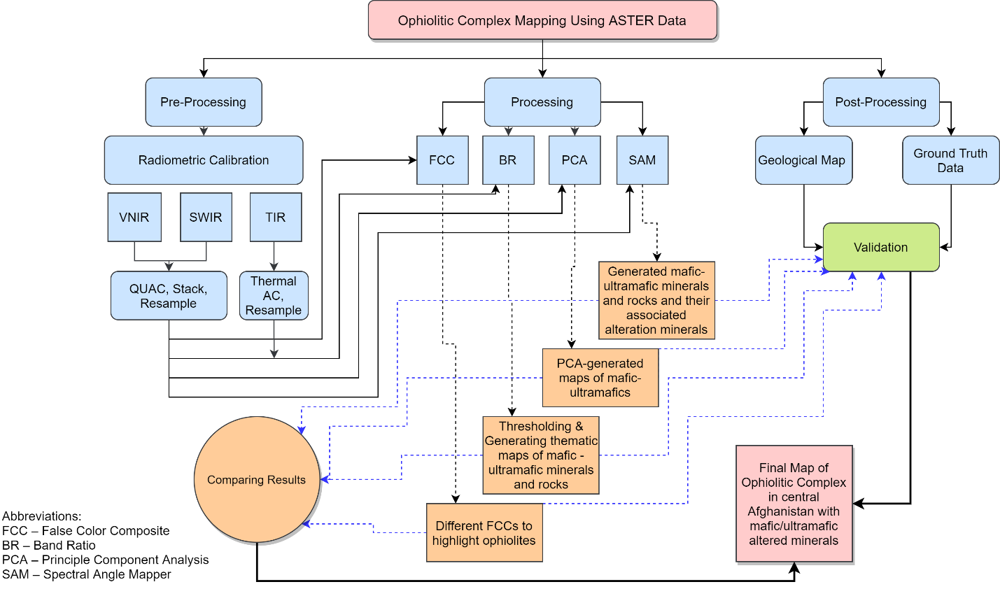 Ophiolitic Complex Mapping Using ASTER Data
Pre-Processing
Processing
Post-Processing
Radiometric Calibration
FCC
BR
PCA
SAM
Geological Map
Ground Truth
Data
VNIR
SWIR
TIR
Validation
QUAC, Stack,
Resample
Thermal
AC,
Resample
Generated mafic-
ultramafic minerals
and rocks and their
associated
alteration minerals
PCA-generated
maps of mafic-
ultramafics
Thresholding &
Generating thematic
maps of mafic -
ultramafic minerals
and rocks
Comparing Results
Different FCCs to
highlight ophiolites
Final Map of
Ophiolitic Complex
in central
Afghanistan with
mafic/ultramafic
altered minerals
Abbreviations:
FCC – False Color Composite
BR – Band Ratio
PCA – Principle Component Analysis
SAM – Spectral Angle Mapper